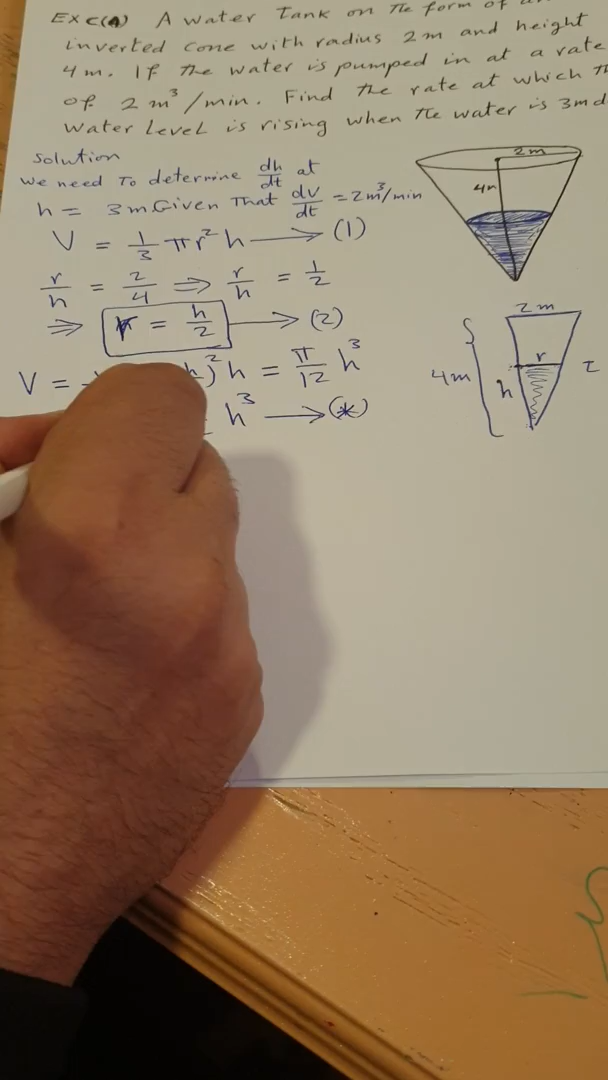 Exc(A) A water Tank on the form of
inverted cone with radius 2m and height
4m. If the water is pumped in at a rate
of 2 m³/min. Find the rate at which
water Level is rising when the water is 3m
Solution
we need To determine dh/dt at
h = 3m Given That dv/dt = 2m³/min
V = 1/3 πr² h → (1)
r/h = 2/4 ⇒ r/h = 1/2
⇒ r = h/2 → (2)
V = h)² h = π/12 h³
h³ → (*)
2m
4m
2m
4m
r
h